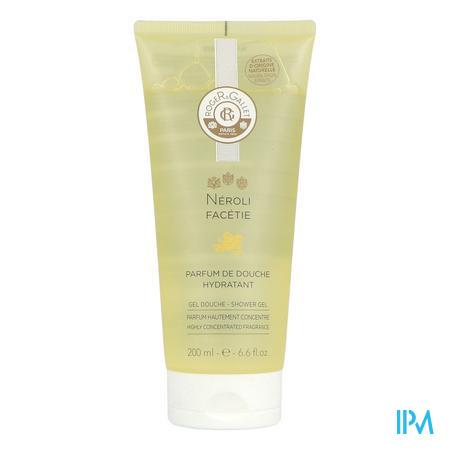 EXTRAITS
D'ORIGINE
NATURELLE
ROGER & GALLET
PARIS
NÉROLI
FACÉTIE
PARFUM DE DOUCHE
HYDRATANT
GEL DOUCHE - SHOWER GEL
PARFUM HAUTEMENT CONCENTRÉ
HIGHLY CONCENTRATED FRAGRANCE
200 ml - e - 6.6 fl.oz.
IPM